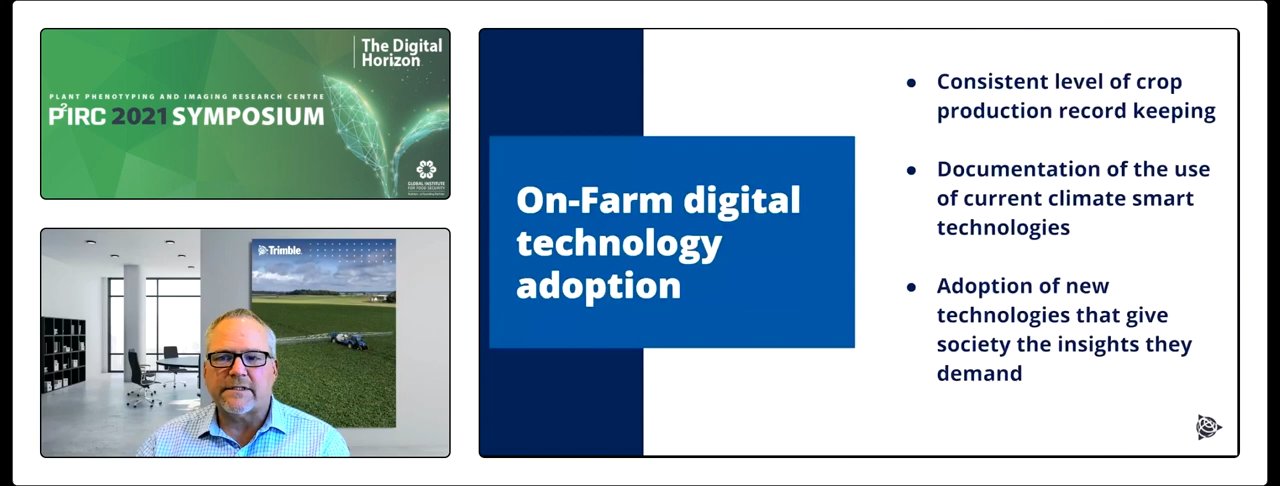 The Digital
Horizon
PLANT PHENOTYPING AND IMAGING RESEARCH CENTRE
P²IRC 2021 SYMPOSIUM
GLOBAL INSTITUTE
FOR FOOD SECURITY
Trimble
On-Farm digital
technology
adoption
• Consistent level of crop
production record keeping
• Documentation of the use
of current climate smart
technologies
• Adoption of new
technologies that give
society the insights they
demand